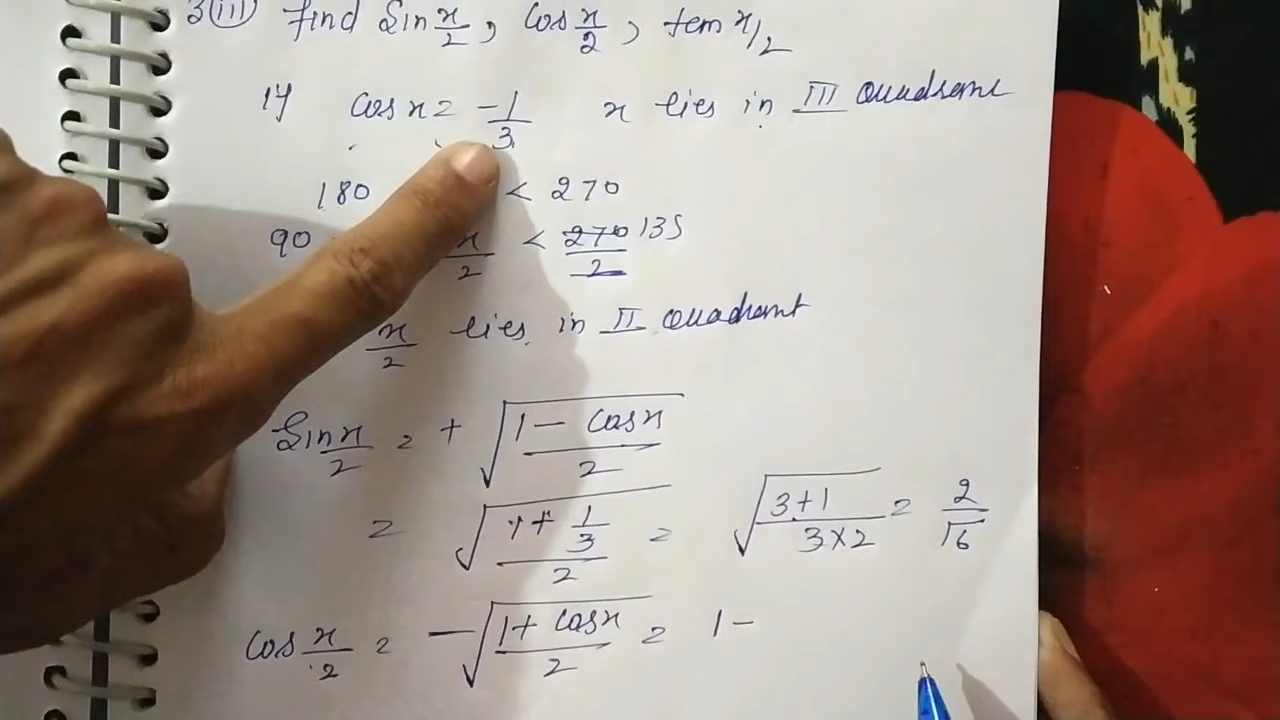 3(iii) find Sin x/2, Cos x/2, tan x/2
If cos x = -1/3 x lies in III quadrant
180 < 270
90 x/2 < 270/2 135
x/2 lies in II quadrant
Sin x/2 = + √((1 - cos x)/2)
= √((1 + 1/3)/2) = √((3+1)/(3×2)) = 2/√6
Cos x/2 = -√((1 + cos x)/2) = 1 -